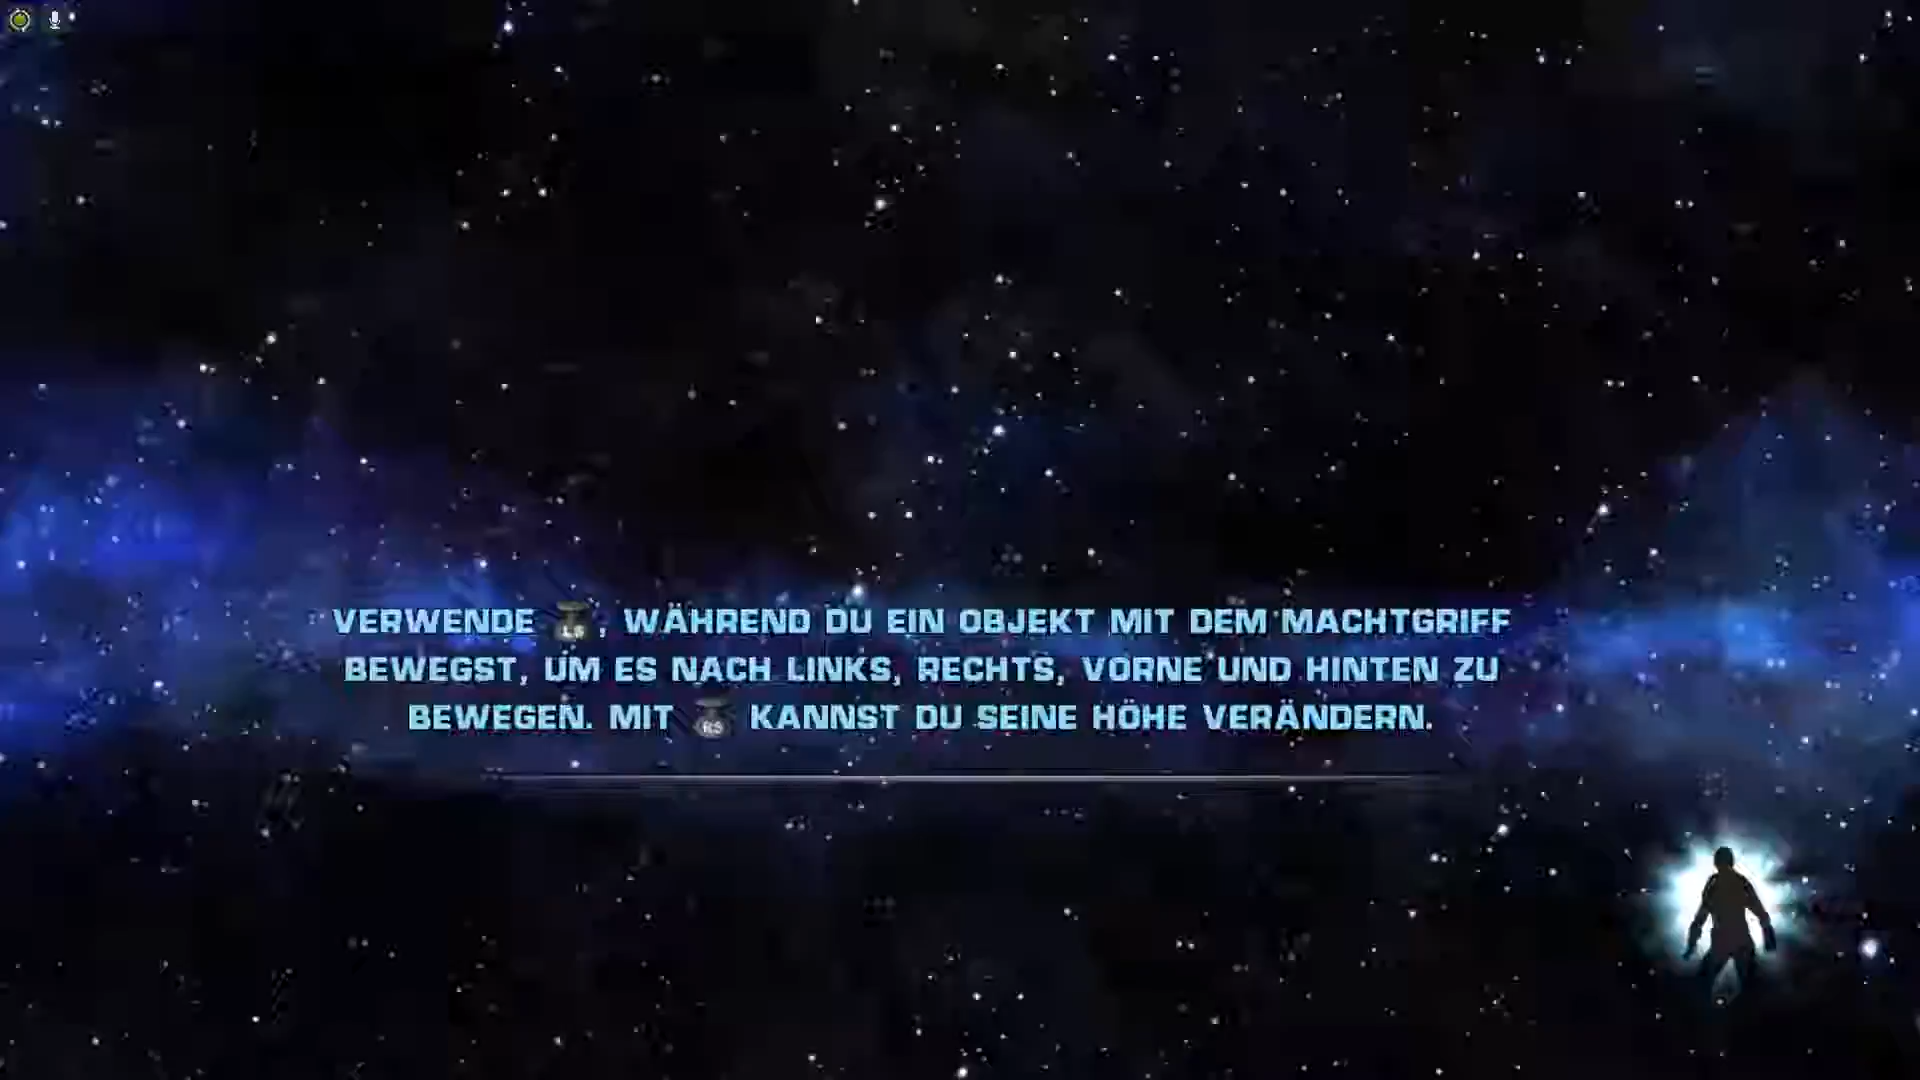 VERWENDE LS, WÄHREND DU EIN OBJEKT MIT DEM MACHTGRIFF
BEWEGST, UM ES NACH LINKS, RECHTS, VORNE UND HINTEN ZU
BEWEGEN. MIT RS KANNST DU SEINE HÖHE VERÄNDERN.